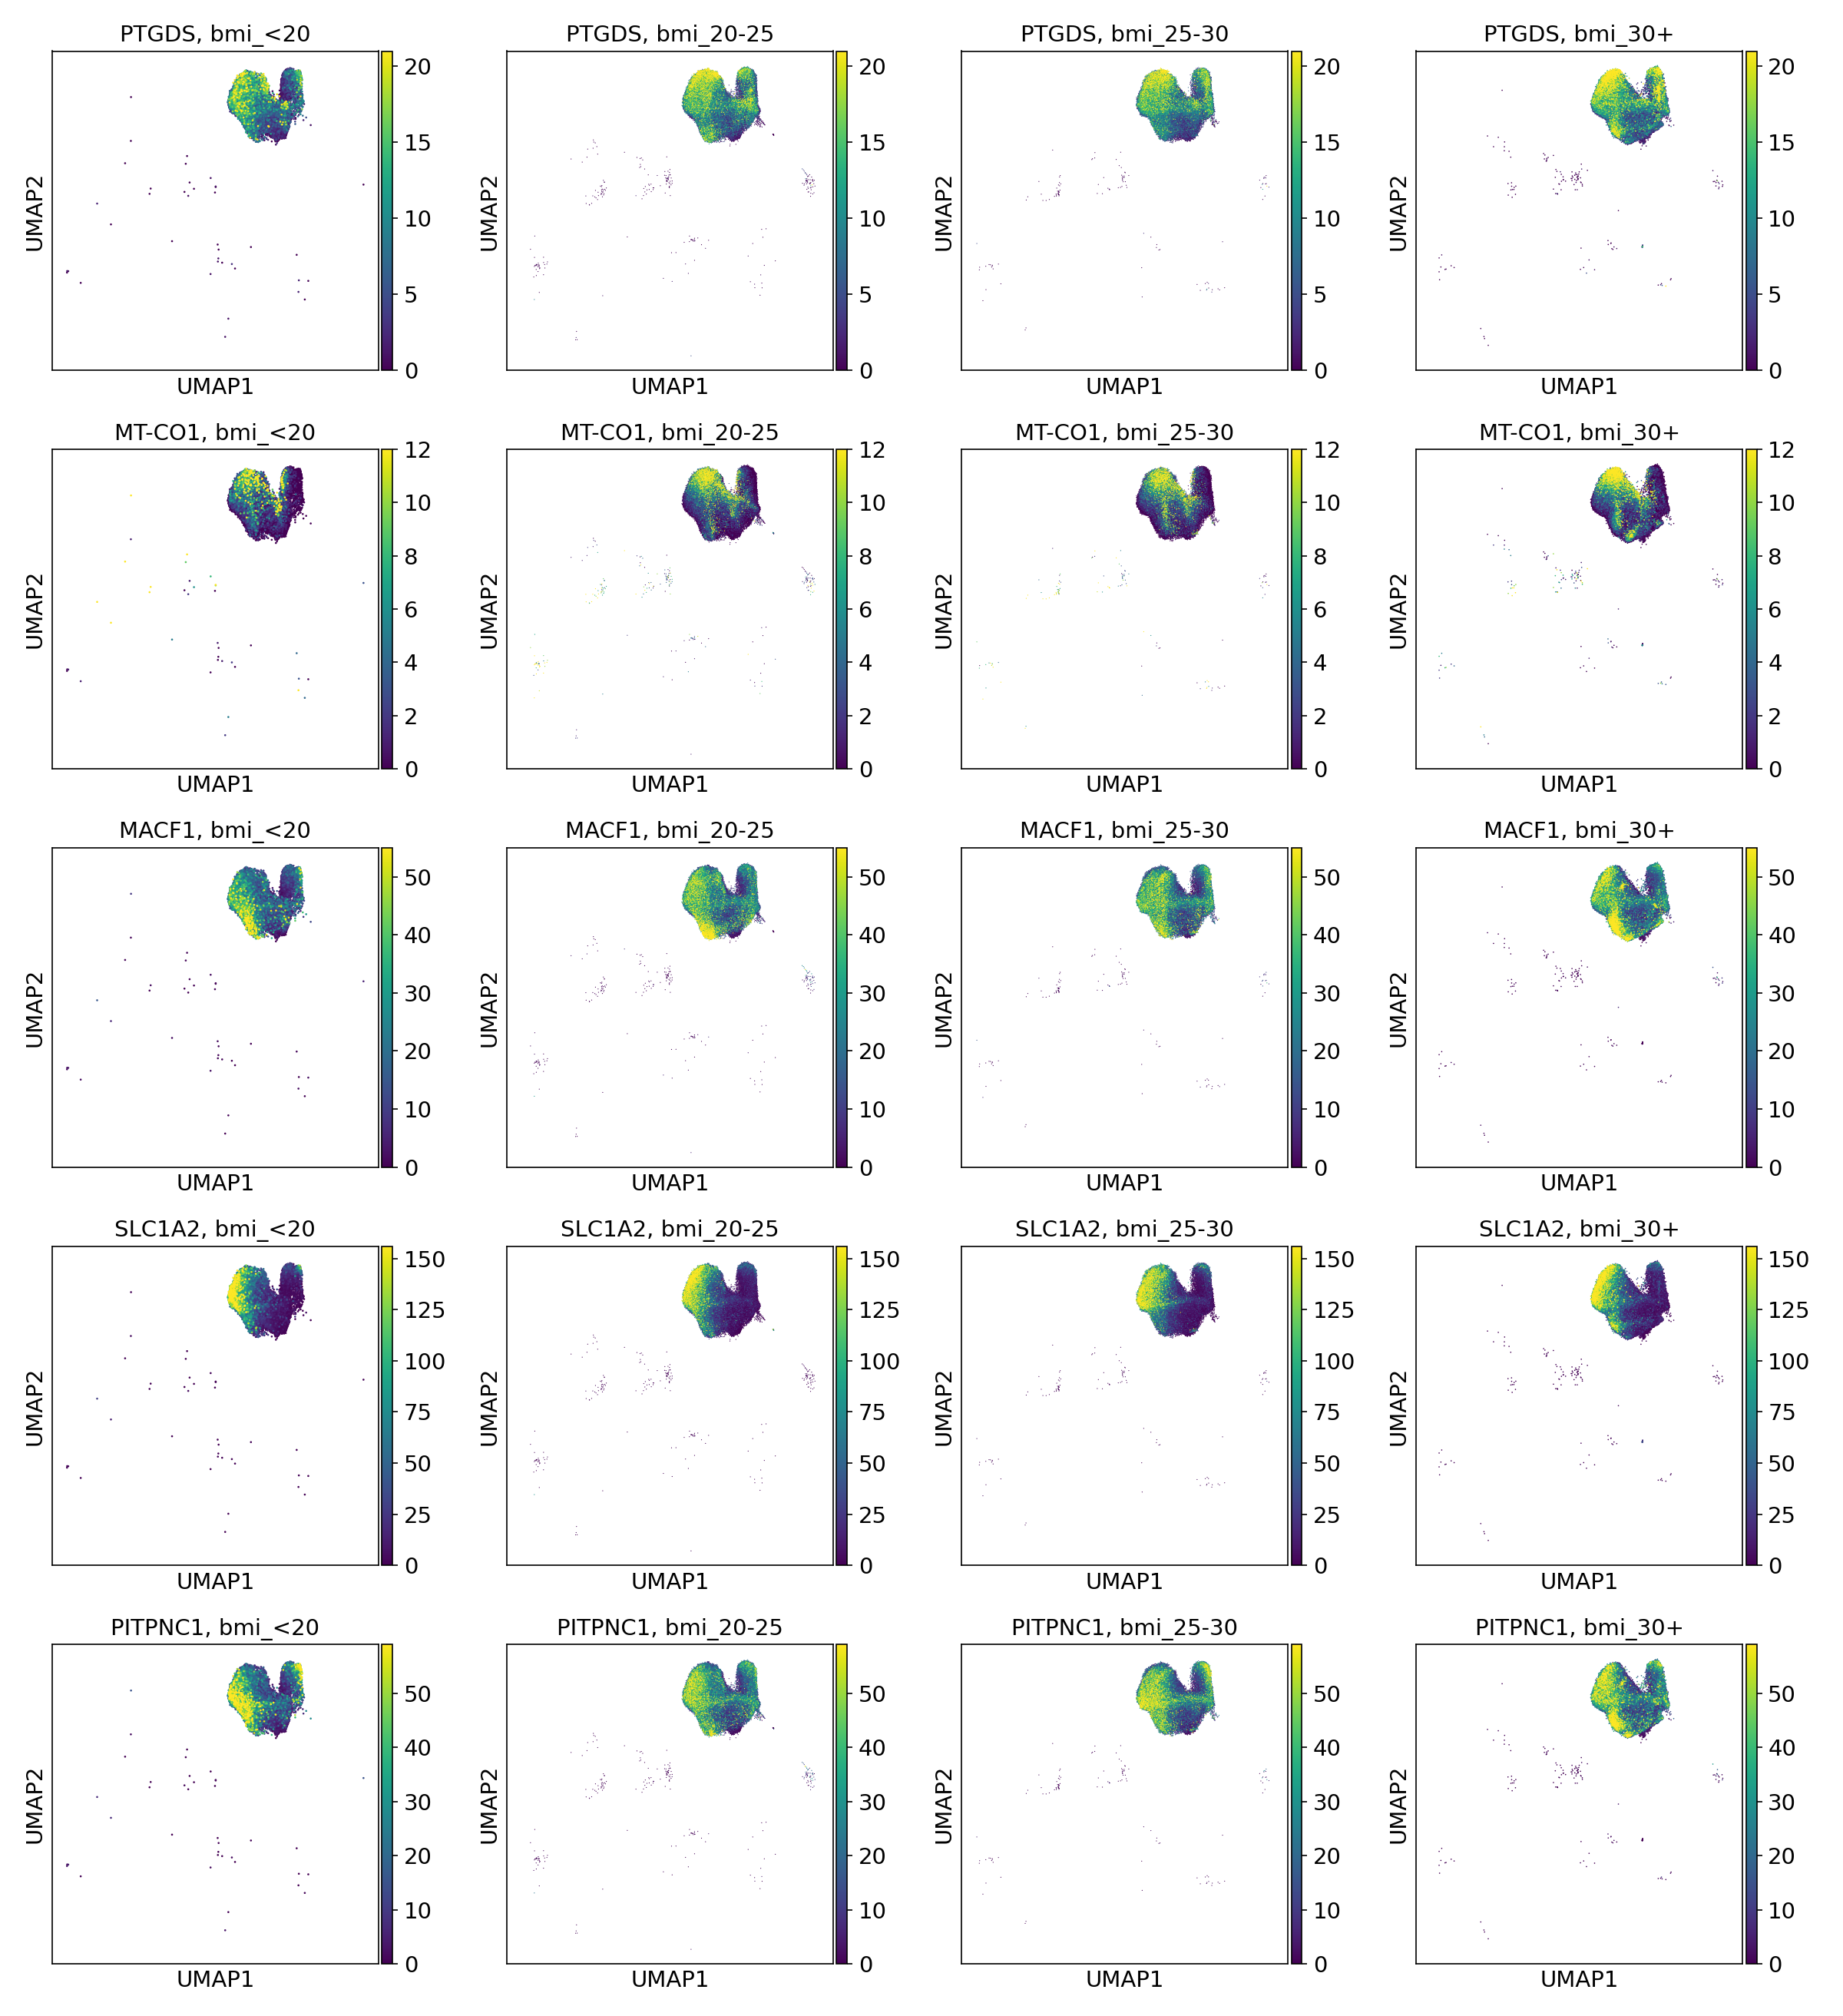 PTGDS, bmi_<20
PTGDS, bmi_20-25
PTGDS, bmi_25-30
PTGDS, bmi_30+
UMAP2
UMAP1
20
15
10
5
0
UMAP2
UMAP1
20
15
10
5
0
UMAP2
UMAP1
20
15
10
5
0
UMAP2
UMAP1
20
15
10
5
0
MT-CO1, bmi_<20
MT-CO1, bmi_20-25
MT-CO1, bmi_25-30
MT-CO1, bmi_30+
UMAP2
UMAP1
12
10
8
6
4
2
0
UMAP2
UMAP1
12
10
8
6
4
2
0
UMAP2
UMAP1
12
10
8
6
4
2
0
UMAP2
UMAP1
12
10
8
6
4
2
0
MACF1, bmi_<20
MACF1, bmi_20-25
MACF1, bmi_25-30
MACF1, bmi_30+
UMAP2
UMAP1
50
40
30
20
10
0
UMAP2
UMAP1
50
40
30
20
10
0
UMAP2
UMAP1
50
40
30
20
10
0
UMAP2
UMAP1
50
40
30
20
10
0
SLC1A2, bmi_<20
SLC1A2, bmi_20-25
SLC1A2, bmi_25-30
SLC1A2, bmi_30+
UMAP2
UMAP1
150
125
100
75
50
25
0
UMAP2
UMAP1
150
125
100
75
50
25
0
UMAP2
UMAP1
150
125
100
75
50
25
0
UMAP2
UMAP1
150
125
100
75
50
25
0
PITPNC1, bmi_<20
PITPNC1, bmi_20-25
PITPNC1, bmi_25-30
PITPNC1, bmi_30+
UMAP2
UMAP1
50
40
30
20
10
0
UMAP2
UMAP1
50
40
30
20
10
0
UMAP2
UMAP1
50
40
30
20
10
0
UMAP2
UMAP1
50
40
30
20
10
0